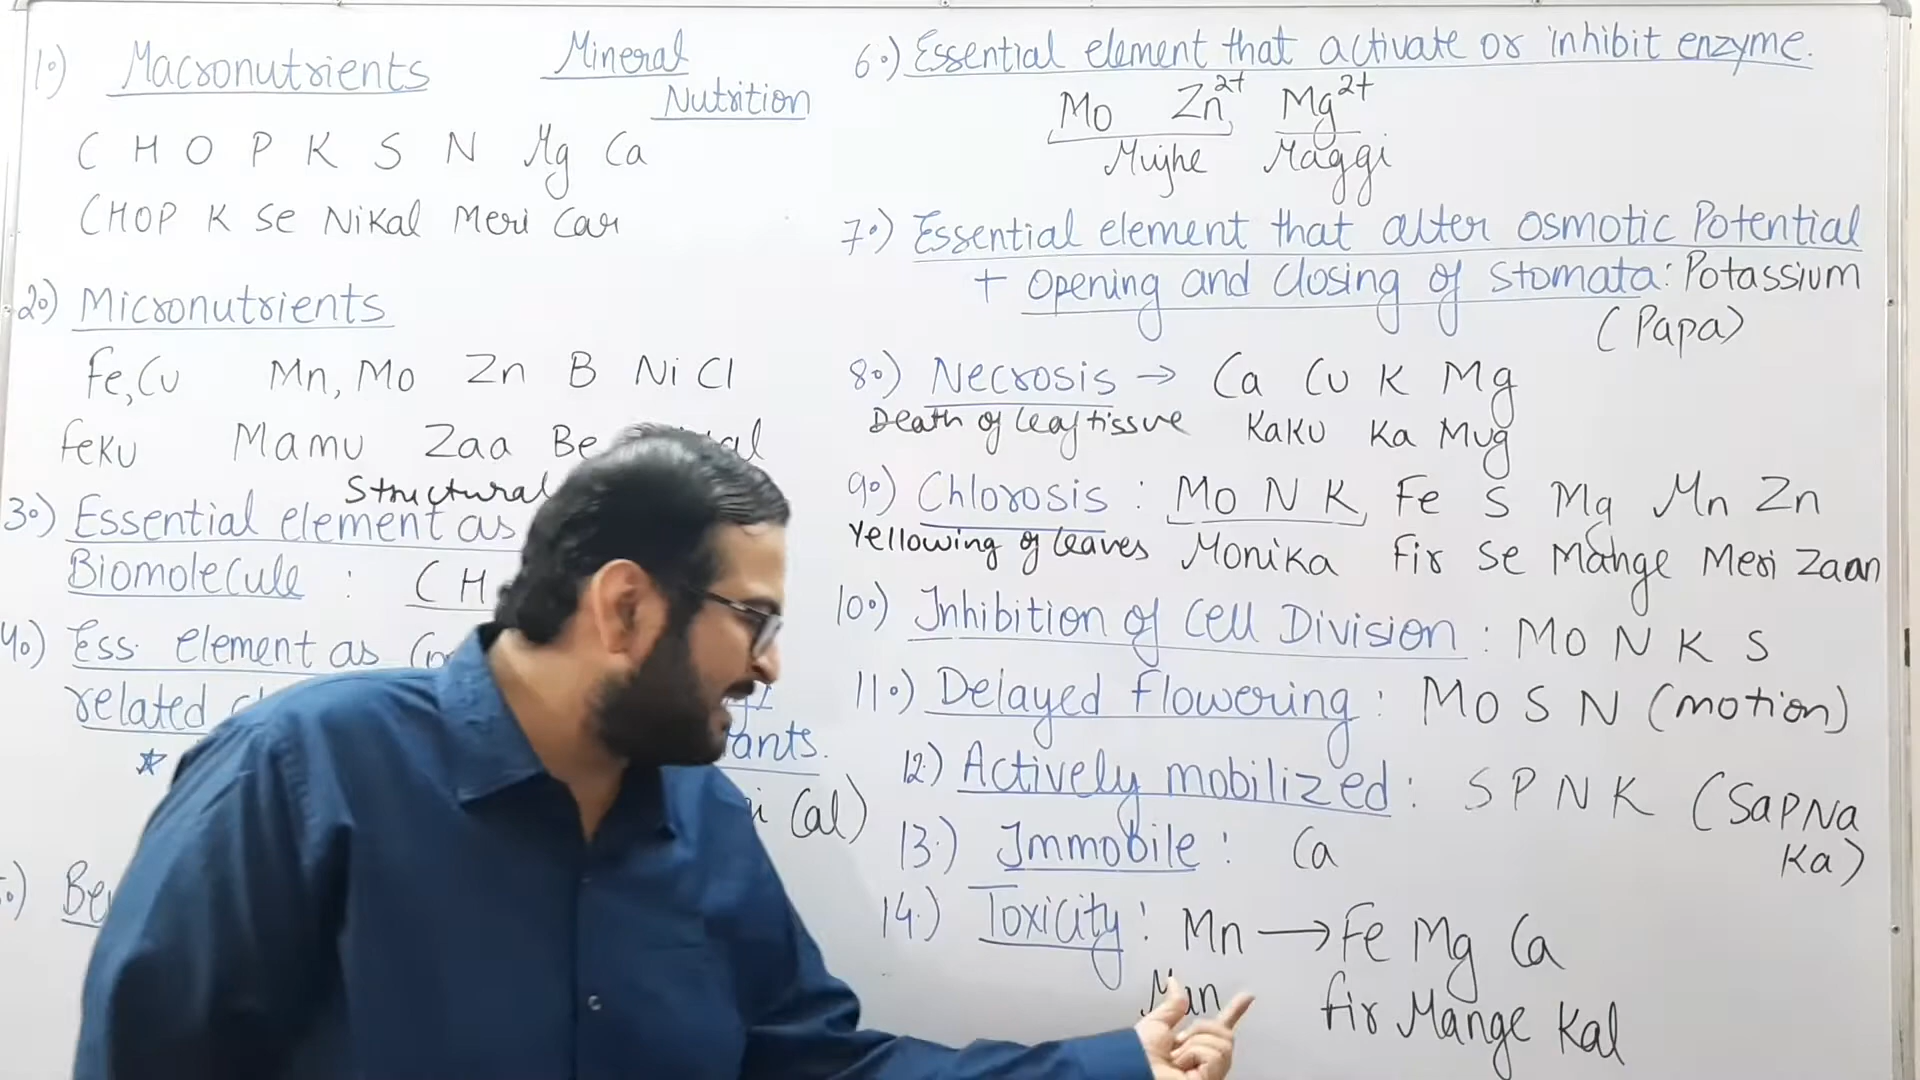 Mineral
Nutrition
1.) Macronutrients
C H O P K S N Mg Ca
CHOP K Se Nikal Meri Car
2.) Micronutrients
Fe,Cu Mn, Mo Zn B Ni Cl
Feku Mamu Zaa Be
Structural
3.) Essential element as
Biomolecule : C H
4.) Ess. element as
related
ants.
(al)
5.) Be
6.) Essential element that activate or inhibit enzyme.
Mo Zn2+ Mg2+
Mujhe Maggi
7.) Essential element that alter osmotic Potential
+ Opening and Closing of Stomata: Potassium
(Papa)
8.) Necrosis → Ca Cu K Mg
Death of leaf tissue Kaku Ka Mug
9.) Chlorosis : Mo N K, Fe S Mg Mn Zn
Yellowing of leaves Monika Fir Se Mange Meri Zaan
10.) Inhibition of Cell Division : Mo N K S
11.) Delayed Flowering : Mo S N (motion)
12.) Actively mobilized : S P N K (SaPNa
Ka)
13.) Immobile : Ca
14.) Toxicity : Mn → Fe Mg Ca
Fir Mange Kal